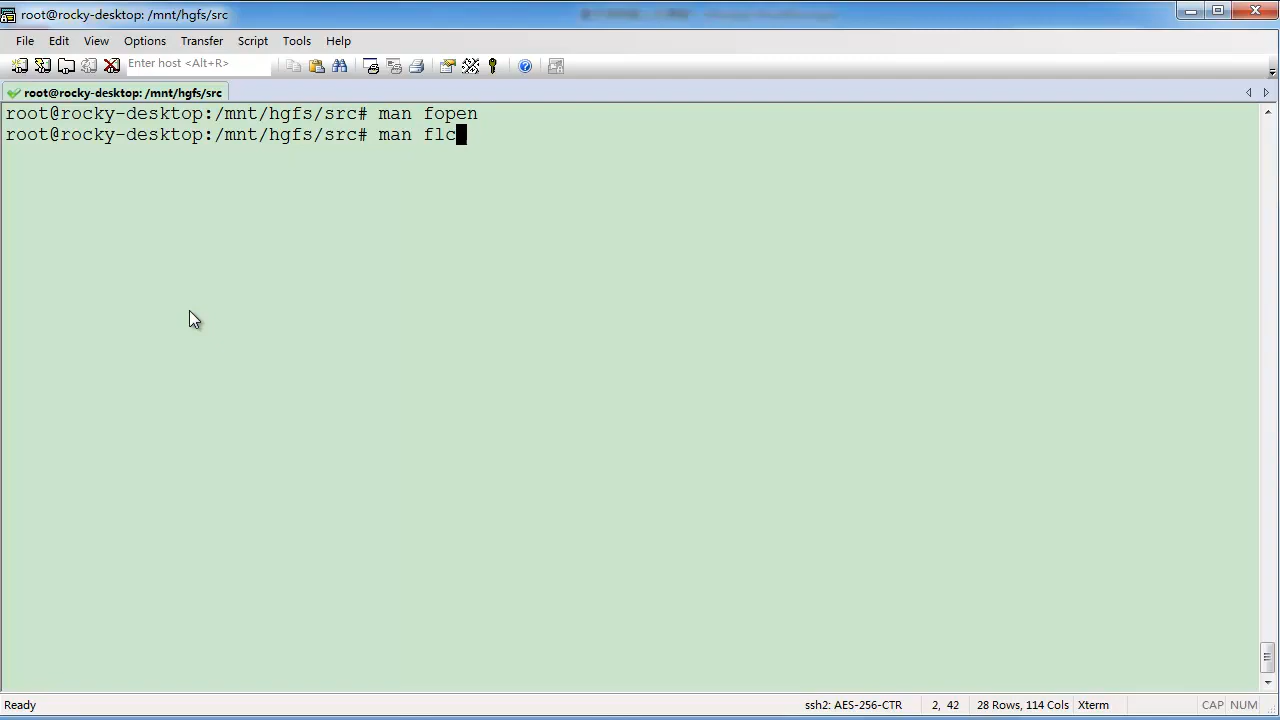 root@rocky-desktop: /mnt/hgfs/src
File Edit View Options Transfer Script Tools Help
Enter host <Alt+R>
root@rocky-desktop: /mnt/hgfs/src
root@rocky-desktop:/mnt/hgfs/src# man fopen
root@rocky-desktop:/mnt/hgfs/src# man flc
Ready ssh2: AES-256-CTR 2, 42 28 Rows, 114 Cols Xterm CAP NUM